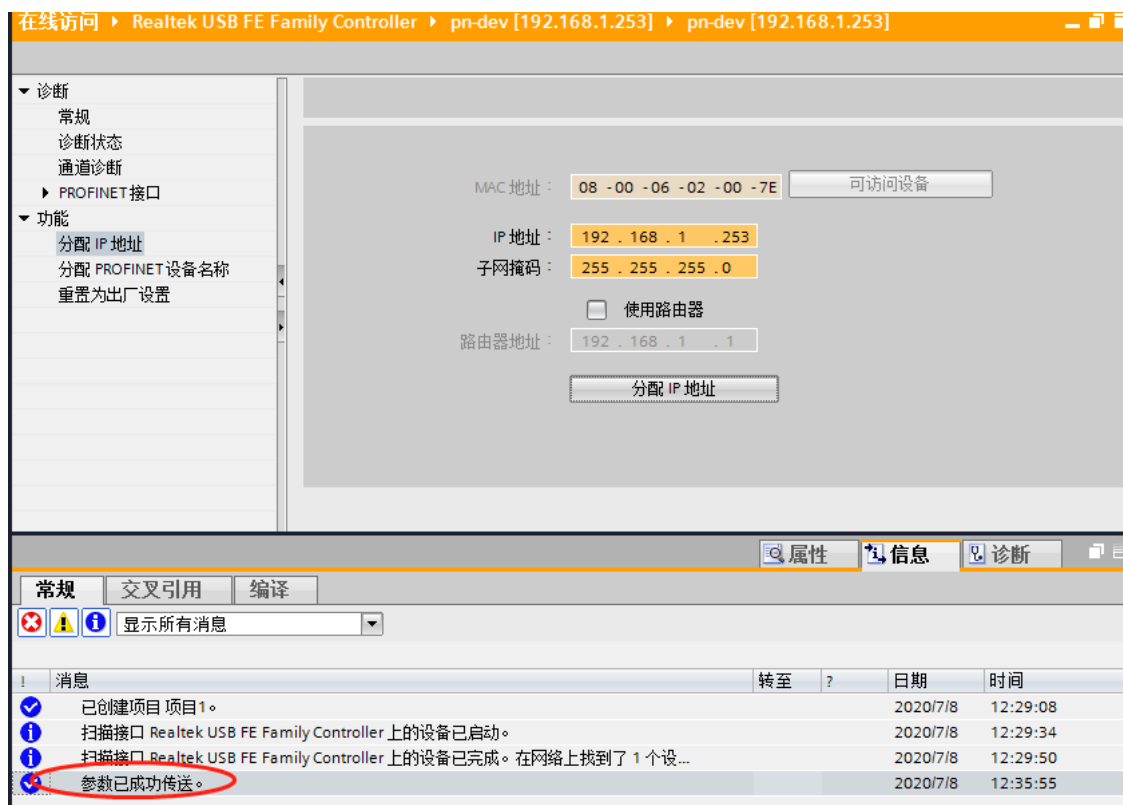 在线访问 ▸ Realtek USB FE Family Controller ▸ pn-dev [192.168.1.253] ▸ pn-dev [192.168.1.253]
诊断
常规
诊断状态
通道诊断
PROFINET接口
功能
分配 IP 地址
分配 PROFINET 设备名称
重置为出厂设置
MAC 地址： 08 -00 -06 -02 -00 -7E 可访问设备
IP 地址： 192 . 168 . 1 . 253
子网掩码： 255 . 255 . 255 . 0
使用路由器
路由器地址： 192 . 168 . 1 . 1
分配 IP 地址
属性 信息 诊断
常规 交叉引用 编译
显示所有消息
! 消息 转至 ? 日期 时间
已创建项目 项目1。 2020/7/8 12:29:08
扫描接口 Realtek USB FE Family Controller 上的设备已启动。 2020/7/8 12:29:34
扫描接口 Realtek USB FE Family Controller 上的设备已完成。在网络上找到了 1 个设... 2020/7/8 12:29:50
参数已成功传送。 2020/7/8 12:35:55